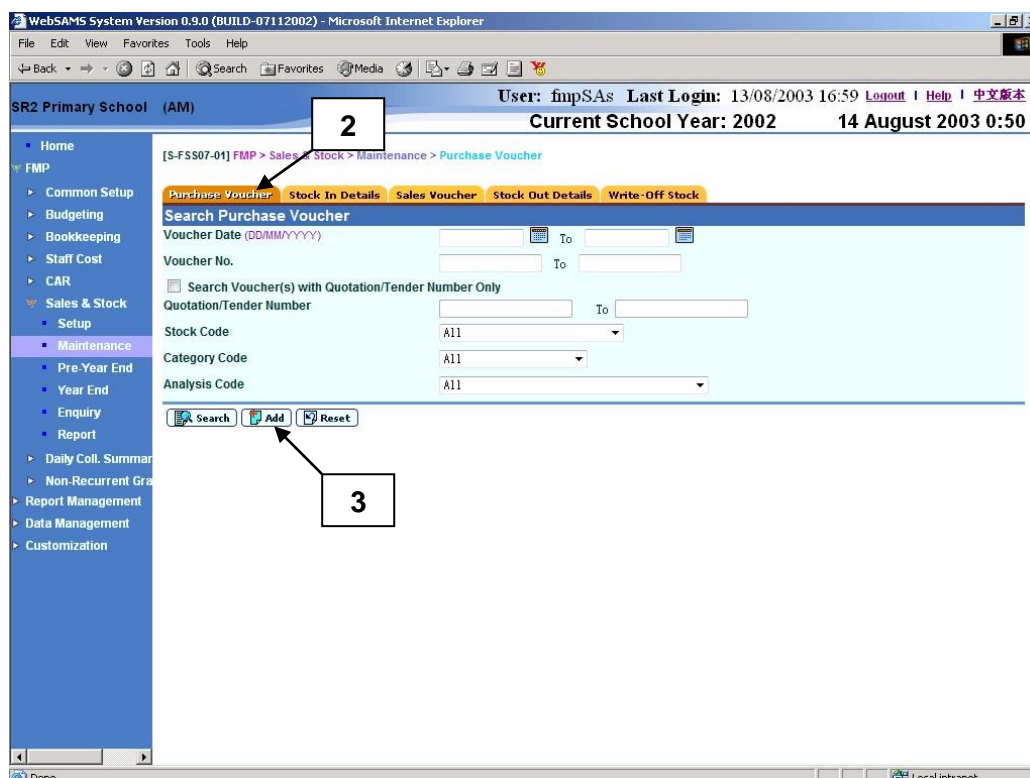 WebSAMS System Version 0.9.0 (BUILD-07112002) - Microsoft Internet Explorer
File Edit View Favorites Tools Help
Back Search Favorites Media
SR2 Primary School (AM)
User: fmpSAs Last Login: 13/08/2003 16:59 Logout | Help | 中文版本
Current School Year: 2002 14 August 2003 0:50
2
Home
FMP
Common Setup
Budgeting
Bookkeeping
Staff Cost
CAR
Sales & Stock
Setup
Maintenance
Pre-Year End
Year End
Enquiry
Report
Daily Coll. Summar
Non-Recurrent Gra
Report Management
Data Management
Customization
[S-FSS07-01] FMP > Sales & Stock > Maintenance > Purchase Voucher
Purchase Voucher Stock In Details Sales Voucher Stock Out Details Write-Off Stock
Search Purchase Voucher
Voucher Date (DD/MM/YYYY) To
Voucher No. To
Search Voucher(s) with Quotation/Tender Number Only
Quotation/Tender Number To
Stock Code All
Category Code All
Analysis Code All
Search Add Reset
3
Done Local intranet